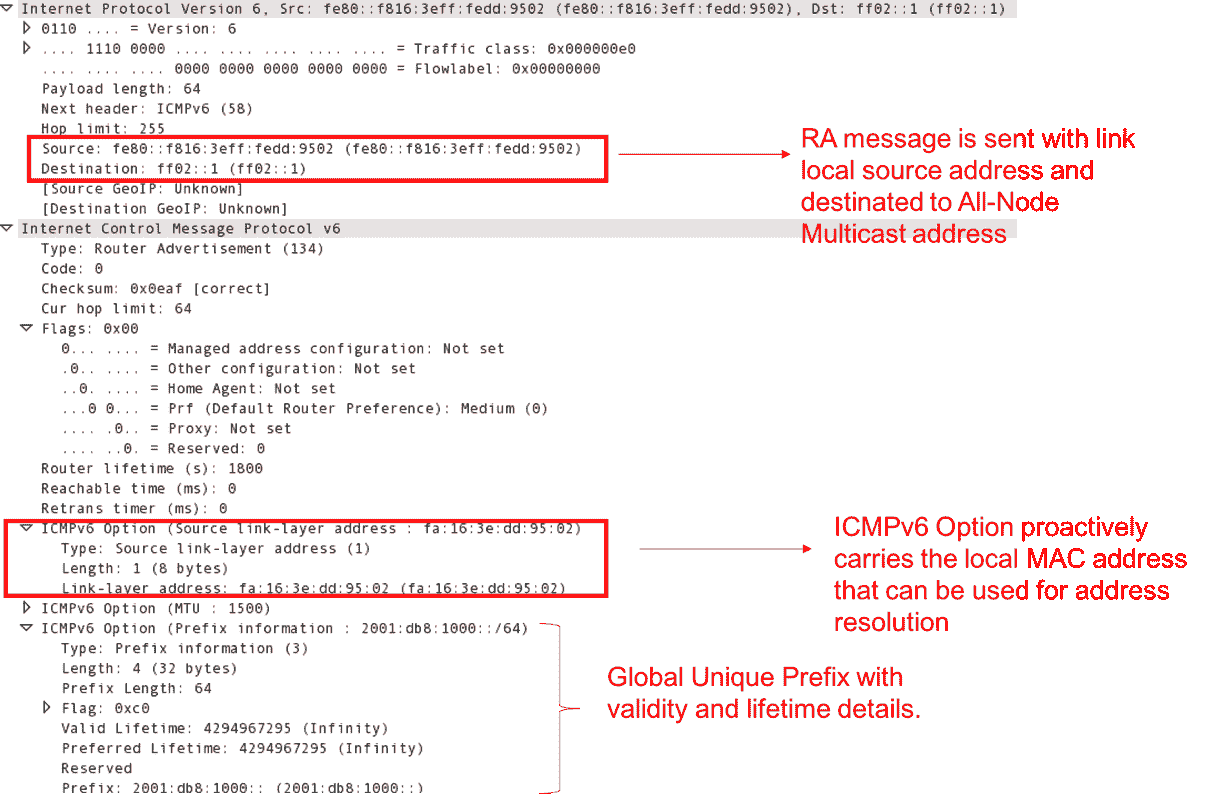 Internet Protocol Version 6, Src: fe80::f816:3eff:fedd:9502 (fe80::f816:3eff:fedd:9502), Dst: ff02::1 (ff02::1)
0110 .... = Version: 6
.... 1110 0000 .... .... .... .... .... = Traffic class: 0x000000e0
.... .... .... 0000 0000 0000 0000 0000 = Flowlabel: 0x00000000
Payload length: 64
Next header: ICMPv6 (58)
Hop limit: 255
Source: fe80::f816:3eff:fedd:9502 (fe80::f816:3eff:fedd:9502)
Destination: ff02::1 (ff02::1)
[Source GeoIP: Unknown]
[Destination GeoIP: Unknown]
RA message is sent with link
local source address and
destinated to All-Node
Multicast address
Internet Control Message Protocol v6
Type: Router Advertisement (134)
Code: 0
Checksum: 0x0eaf [correct]
Cur hop limit: 64
Flags: 0x00
0... .... = Managed address configuration: Not set
.0.. .... = Other configuration: Not set
..0. .... = Home Agent: Not set
...0 0... = Prf (Default Router Preference): Medium (0)
.... .0.. = Proxy: Not set
.... ..0. = Reserved: 0
Router lifetime (s): 1800
Reachable time (ms): 0
Retrans timer (ms): 0
ICMPv6 Option (Source link-layer address : fa:16:3e:dd:95:02)
Type: Source link-layer address (1)
Length: 1 (8 bytes)
Link-layer address: fa:16:3e:dd:95:02 (fa:16:3e:dd:95:02)
ICMPv6 Option proactively
carries the local MAC address
that can be used for address
resolution
ICMPv6 Option (MTU : 1500)
ICMPv6 Option (Prefix information : 2001:db8:1000::/64)
Type: Prefix information (3)
Length: 4 (32 bytes)
Prefix Length: 64
Flag: 0xc0
Valid Lifetime: 4294967295 (Infinity)
Preferred Lifetime: 4294967295 (Infinity)
Reserved
Prefix: 2001:db8:1000:: (2001:db8:1000::)
Global Unique Prefix with
validity and lifetime details.